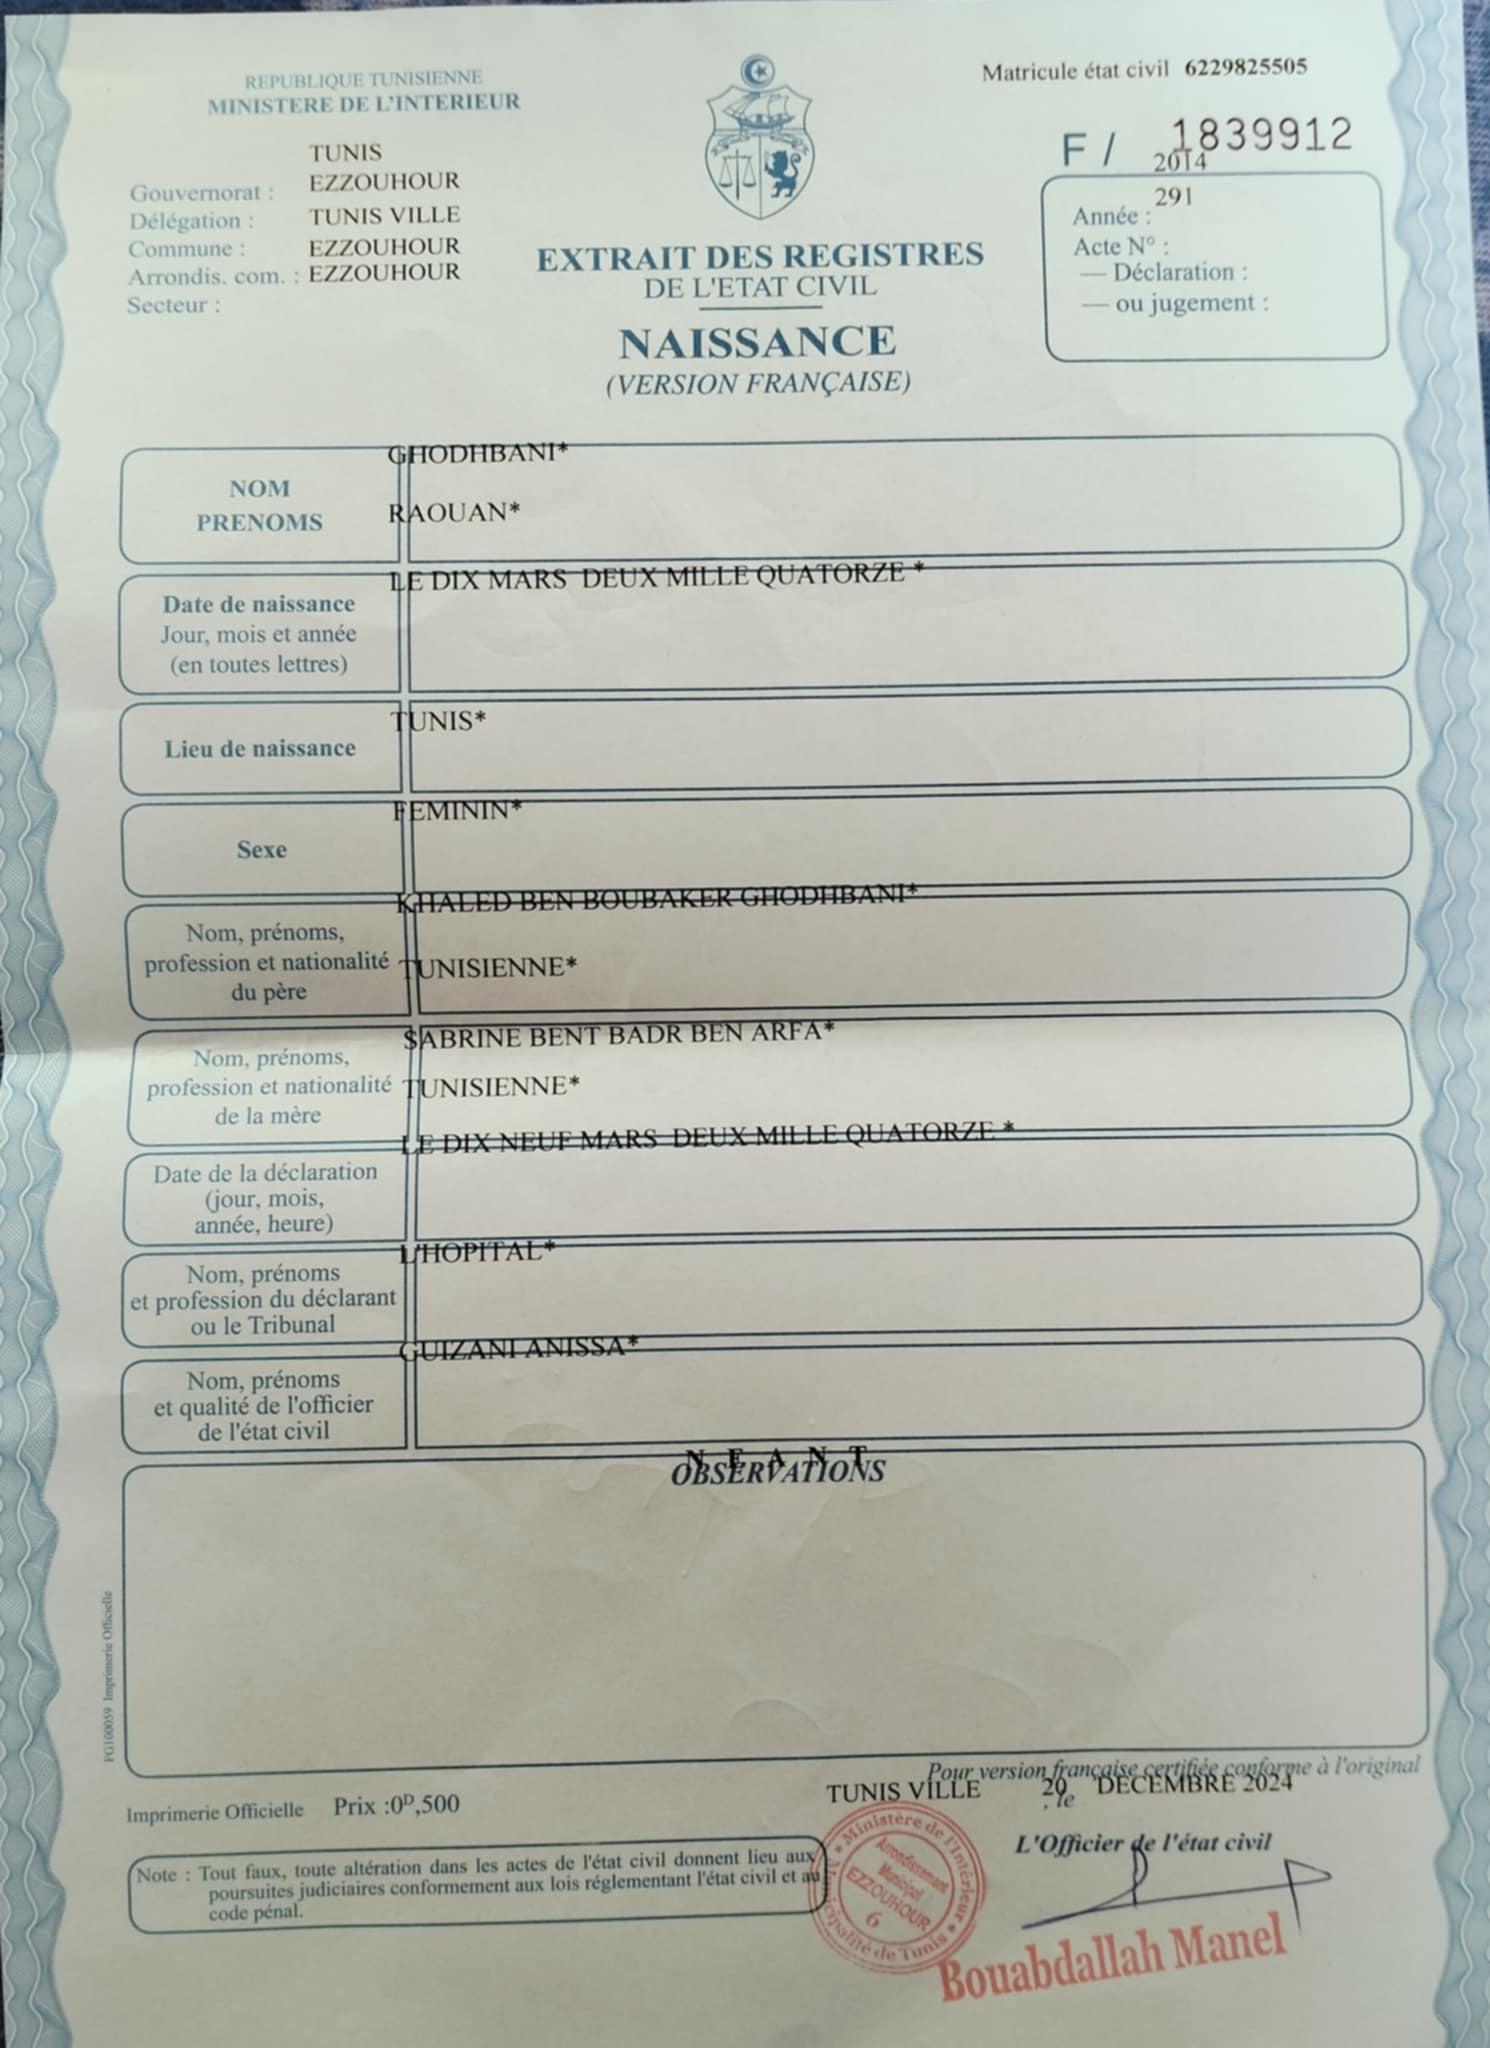 REPUBLIQUE TUNISIENNE
MINISTERE DE L'INTERIEUR
Matricule état civil 6229825505
F / 1839912
TUNIS
Gouvernorat : EZZOUHOUR
Délégation : TUNIS VILLE
Commune : EZZOUHOUR
Arrondis. com. : EZZOUHOUR
Secteur :
2014
291
Année :
Acte N° :
— Déclaration :
— ou jugement :
EXTRAIT DES REGISTRES
DE L'ETAT CIVIL
NAISSANCE
(VERSION FRANÇAISE)
GHODHBANI*
NOM
PRENOMS
RAOUAN*
LE DIX MARS DEUX MILLE QUATORZE *
Date de naissance
Jour, mois et année
(en toutes lettres)
TUNIS*
Lieu de naissance
FEMININ*
Sexe
KHALED BEN BOUBAKER GHODHBANI*
Nom, prénoms,
profession et nationalité
du père
TUNISIENNE*
SABRINE BENT BADR BEN ARFA*
Nom, prénoms,
profession et nationalité
de la mère
TUNISIENNE*
LE DIX NEUF MARS DEUX MILLE QUATORZE *
Date de la déclaration
(jour, mois,
année, heure)
L'HOPITAL*
Nom, prénoms
et profession du déclarant
ou le Tribunal
GUIZANI ANISSA*
Nom, prénoms
et qualité de l'officier
de l'état civil
N E A N T
OBSERVATIONS
FG100059 Imprimerie Officielle
Pour version française certifiée conforme à l'original
TUNIS VILLE , le 20 DECEMBRE 2024
Imprimerie Officielle Prix :0ᴰ,500
L'Officier de l'état civil
Note : Tout faux, toute altération dans les actes de l'état civil donnent lieu aux
poursuites judiciaires conformement aux lois réglementant l'état civil et au
code pénal.
Ministère de l'Intérieur
Municipalité de Tunis
Arrondissement
Municipal
EZZOUHOUR
6
Bouabdallah Manel